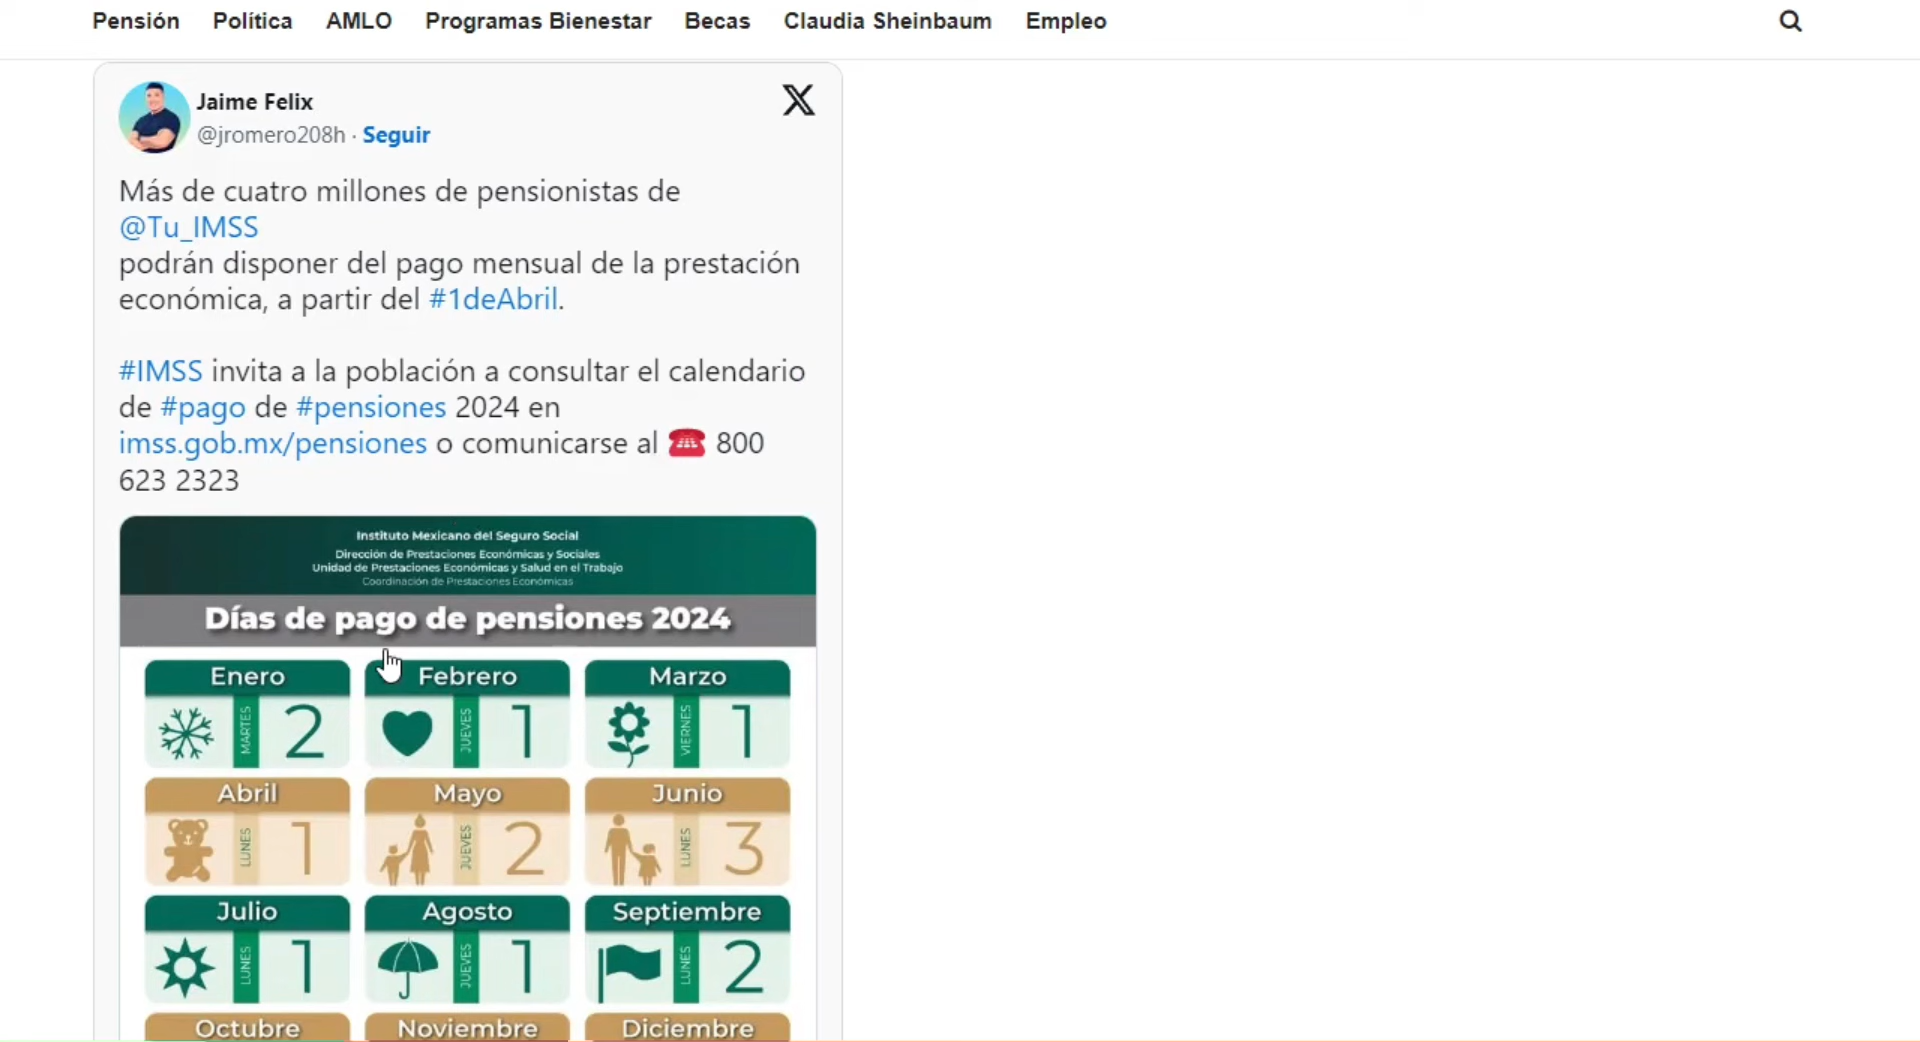 Pensión Política AMLO Programas Bienestar Becas Claudia Sheinbaum Empleo
Jaime Felix
@jromero208h · Seguir
Más de cuatro millones de pensionistas de
@Tu_IMSS
podrán disponer del pago mensual de la prestación
económica, a partir del #1deAbril.
#IMSS invita a la población a consultar el calendario
de #pago de #pensiones 2024 en
imss.gob.mx/pensiones o comunicarse al ☎️ 800
623 2323
Instituto Mexicano del Seguro Social
Dirección de Prestaciones Económicas y Sociales
Unidad de Prestaciones Económicas y Salud en el Trabajo
Coordinación de Prestaciones Económicas
Días de pago de pensiones 2024
Enero Febrero Marzo
MARTES 2 JUEVES 1 VIERNES 1
Abril Mayo Junio
LUNES 1 JUEVES 2 LUNES 3
Julio Agosto Septiembre
LUNES 1 JUEVES 1 LUNES 2
Octubre Noviembre Diciembre